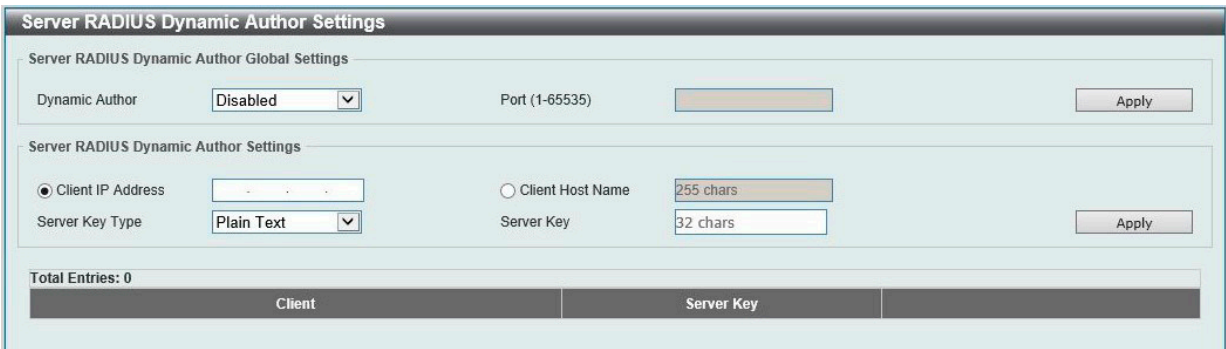 Server RADIUS Dynamic Author Settings
Server RADIUS Dynamic Author Global Settings
Dynamic Author Disabled Port (1-65535) Apply
Server RADIUS Dynamic Author Settings
Client IP Address . . . Client Host Name 255 chars
Server Key Type Plain Text Server Key 32 chars Apply
Total Entries: 0
Client Server Key